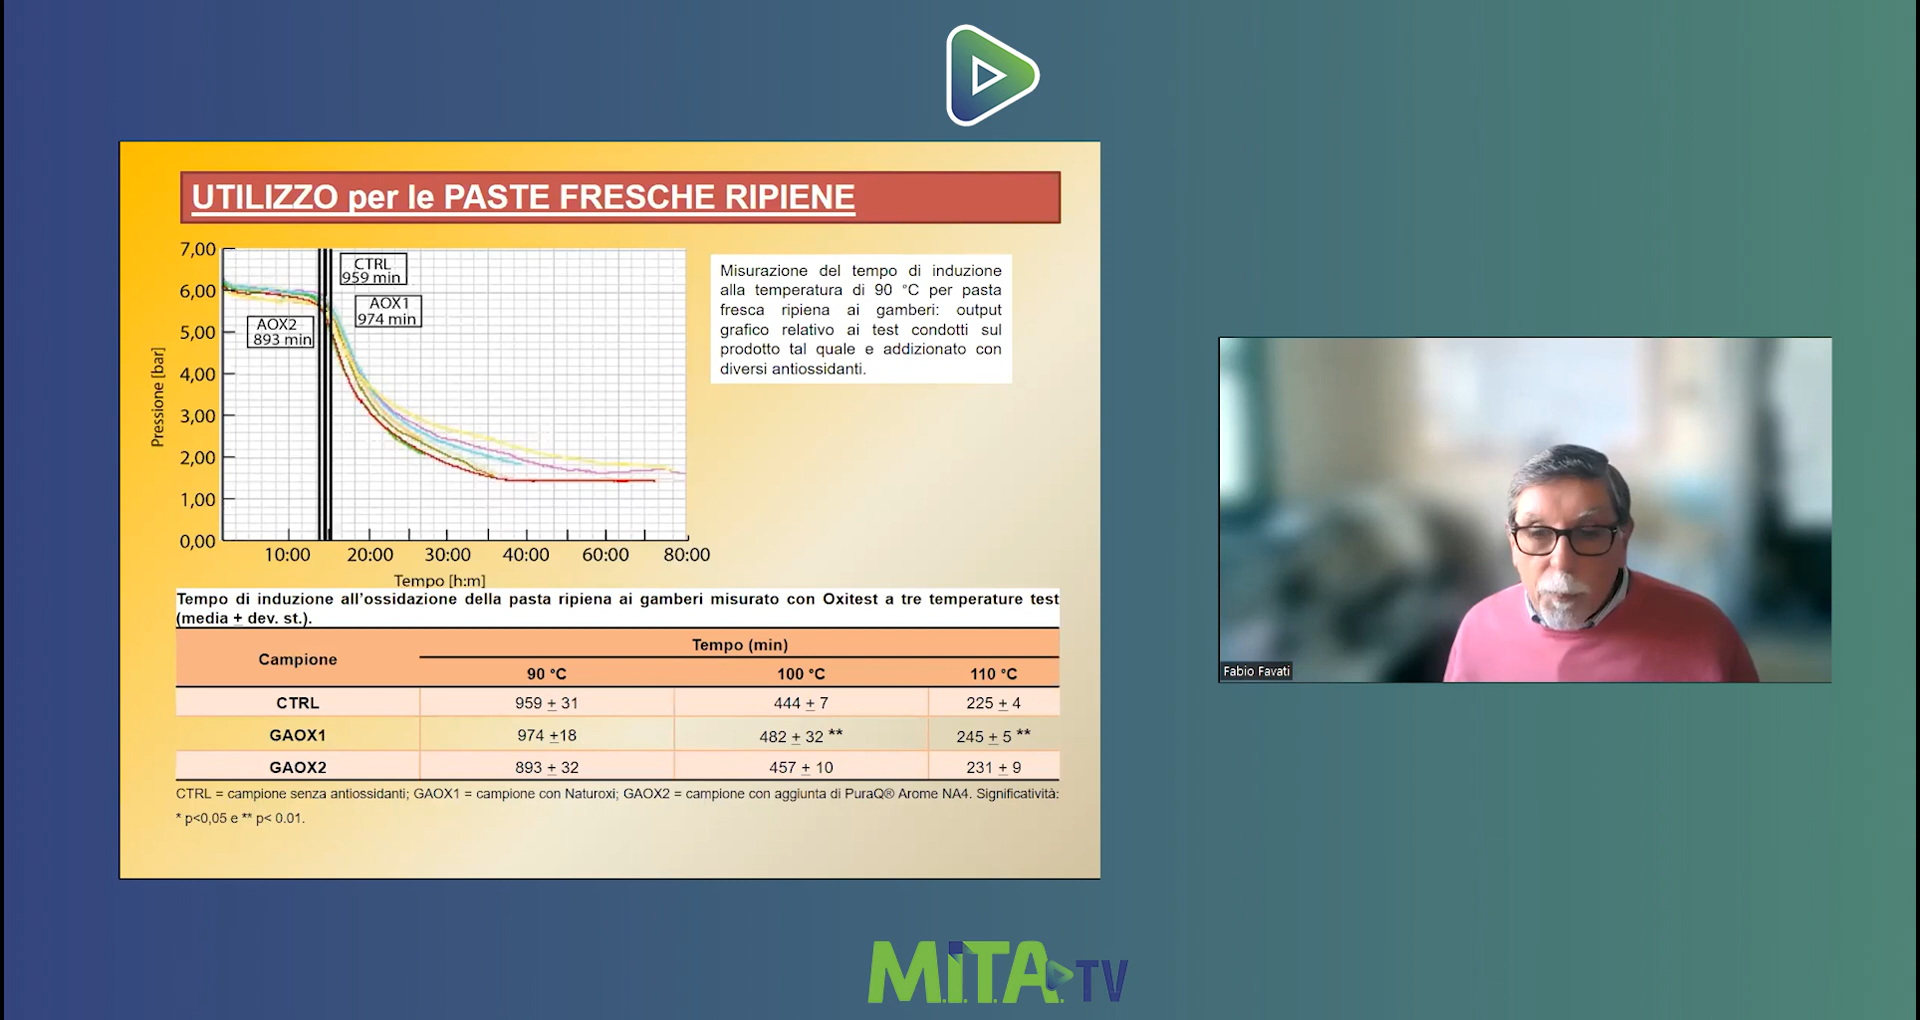 UTILIZZO per le PASTE FRESCHE RIPIENE
7,00
6,00
5,00
4,00
3,00
2,00
1,00
0,00
Pressione [bar]
CTRL
959 min
AOX1
974 min
AOX2
893 min
10:00 20:00 30:00 40:00 60:00 80:00
Tempo [h:m]
Misurazione del tempo di induzione
alla temperatura di 90 °C per pasta
fresca ripiena ai gamberi: output
grafico relativo ai test condotti sul
prodotto tal quale e addizionato con
diversi antiossidanti.
Tempo di induzione all'ossidazione della pasta ripiena ai gamberi misurato con Oxitest a tre temperature test
(media ± dev. st.).
Campione Tempo (min)
90 °C 100 °C 110 °C
CTRL 959 ± 31 444 ± 7 225 ± 4
GAOX1 974 ±18 482 ± 32 ** 245 ± 5 **
GAOX2 893 ± 32 457 ± 10 231 ± 9
CTRL = campione senza antiossidanti; GAOX1 = campione con Naturoxi; GAOX2 = campione con aggiunta di PuraQ® Arome NA4. Significatività:
* p<0,05 e ** p< 0.01.
Fabio Favati
M.I.T.A. TV